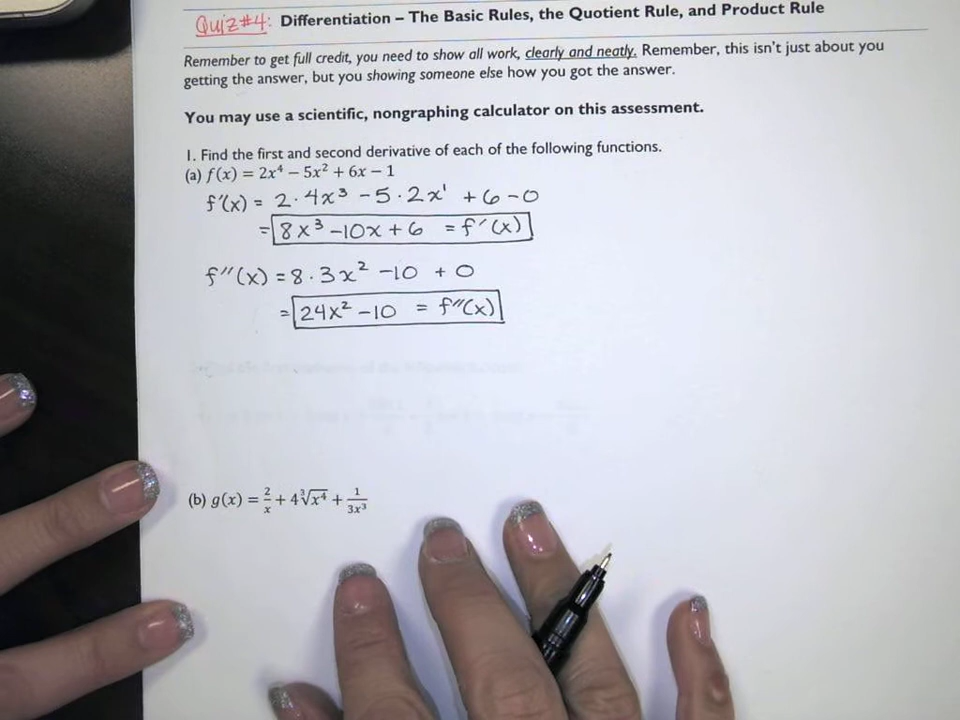 Quiz #4: Differentiation – The Basic Rules, the Quotient Rule, and Product Rule
Remember to get full credit, you need to show all work, clearly and neatly. Remember, this isn't just about you
getting the answer, but you showing someone else how you got the answer.
You may use a scientific, nongraphing calculator on this assessment.
1. Find the first and second derivative of each of the following functions.
(a) f(x) = 2x⁴ – 5x² + 6x – 1
f'(x) = 2·4x³ – 5·2x¹ + 6 – 0
= 8x³ – 10x + 6 = f'(x)
f''(x) = 8·3x² – 10 + 0
= 24x² – 10 = f''(x)
(b) g(x) = 2/x + 4∛x⁴ + 1/3x³